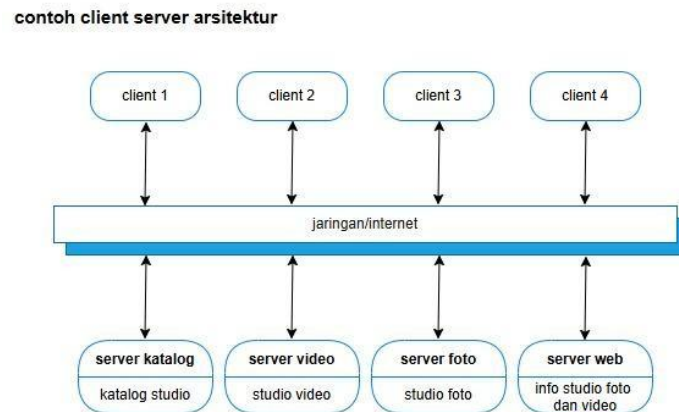 contoh client server arsitektur
client 1
client 2
client 3
client 4
jaringan/internet
server katalog
katalog studio
server video
studio video
server foto
studio foto
server web
info studio foto
dan video